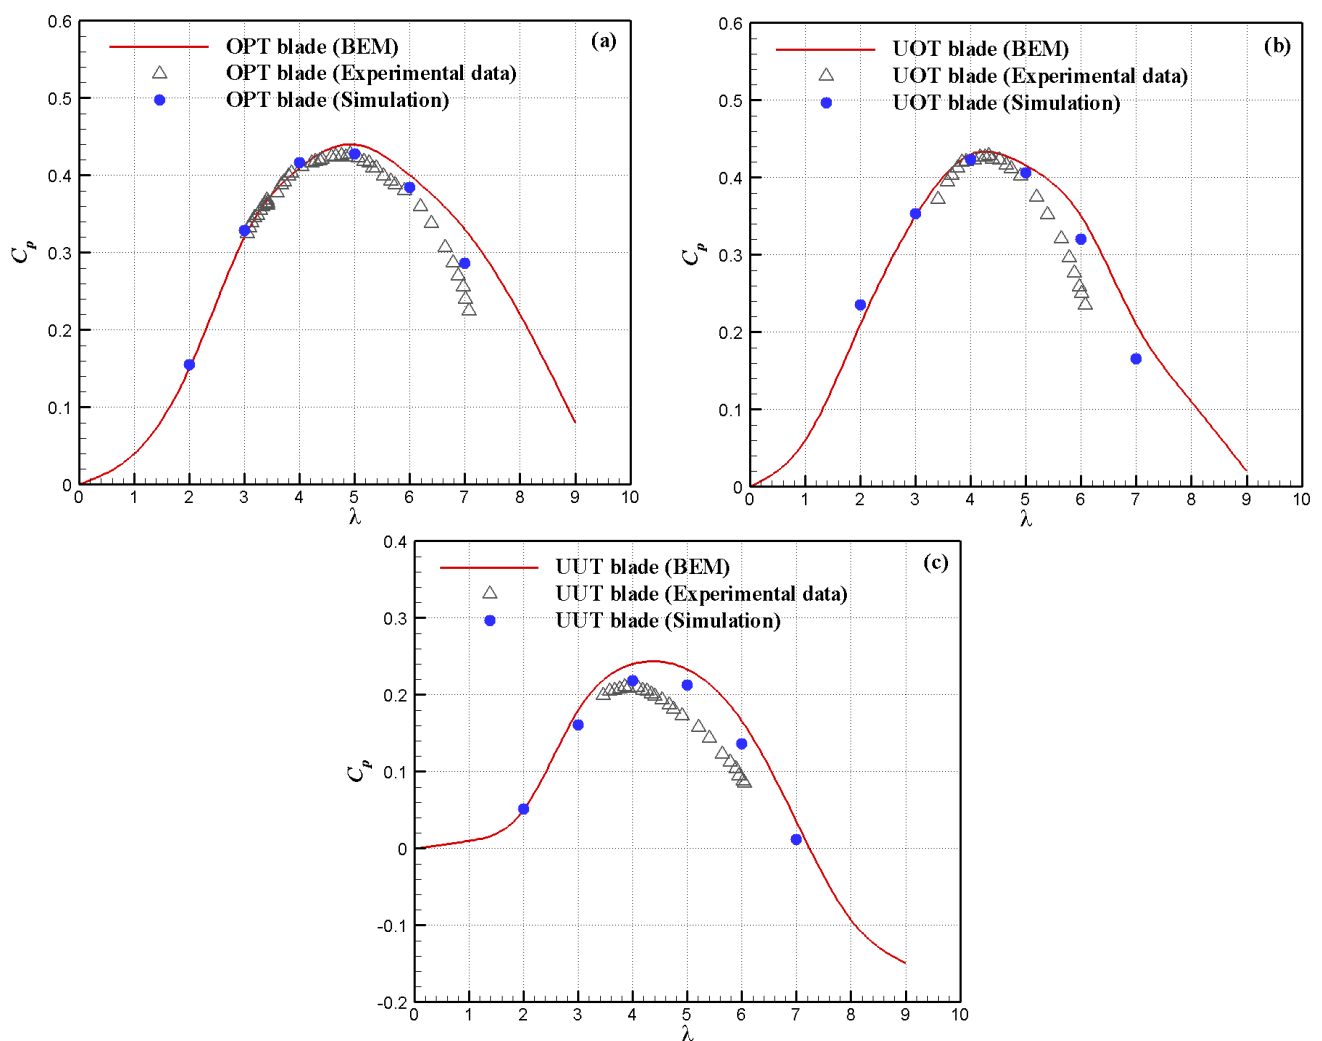 0.6
OPT blade (BEM)
(a)
OPT blade (Experimental data)
OPT blade (Simulation)
0.5
0.4
0.3
Cp
0.2
0.1
0
0 1 2 3 4 5 6 7 8 9 10
λ
0.6
UOT blade (BEM)
(b)
UOT blade (Experimental data)
UOT blade (Simulation)
0.5
0.4
0.3
Cp
0.2
0.1
0
0 1 2 3 4 5 6 7 8 9 10
λ
0.4
UUT blade (BEM)
(c)
UUT blade (Experimental data)
UUT blade (Simulation)
0.3
0.2
0.1
Cp
0
-0.1
-0.2
0 1 2 3 4 5 6 7 8 9 10
λ